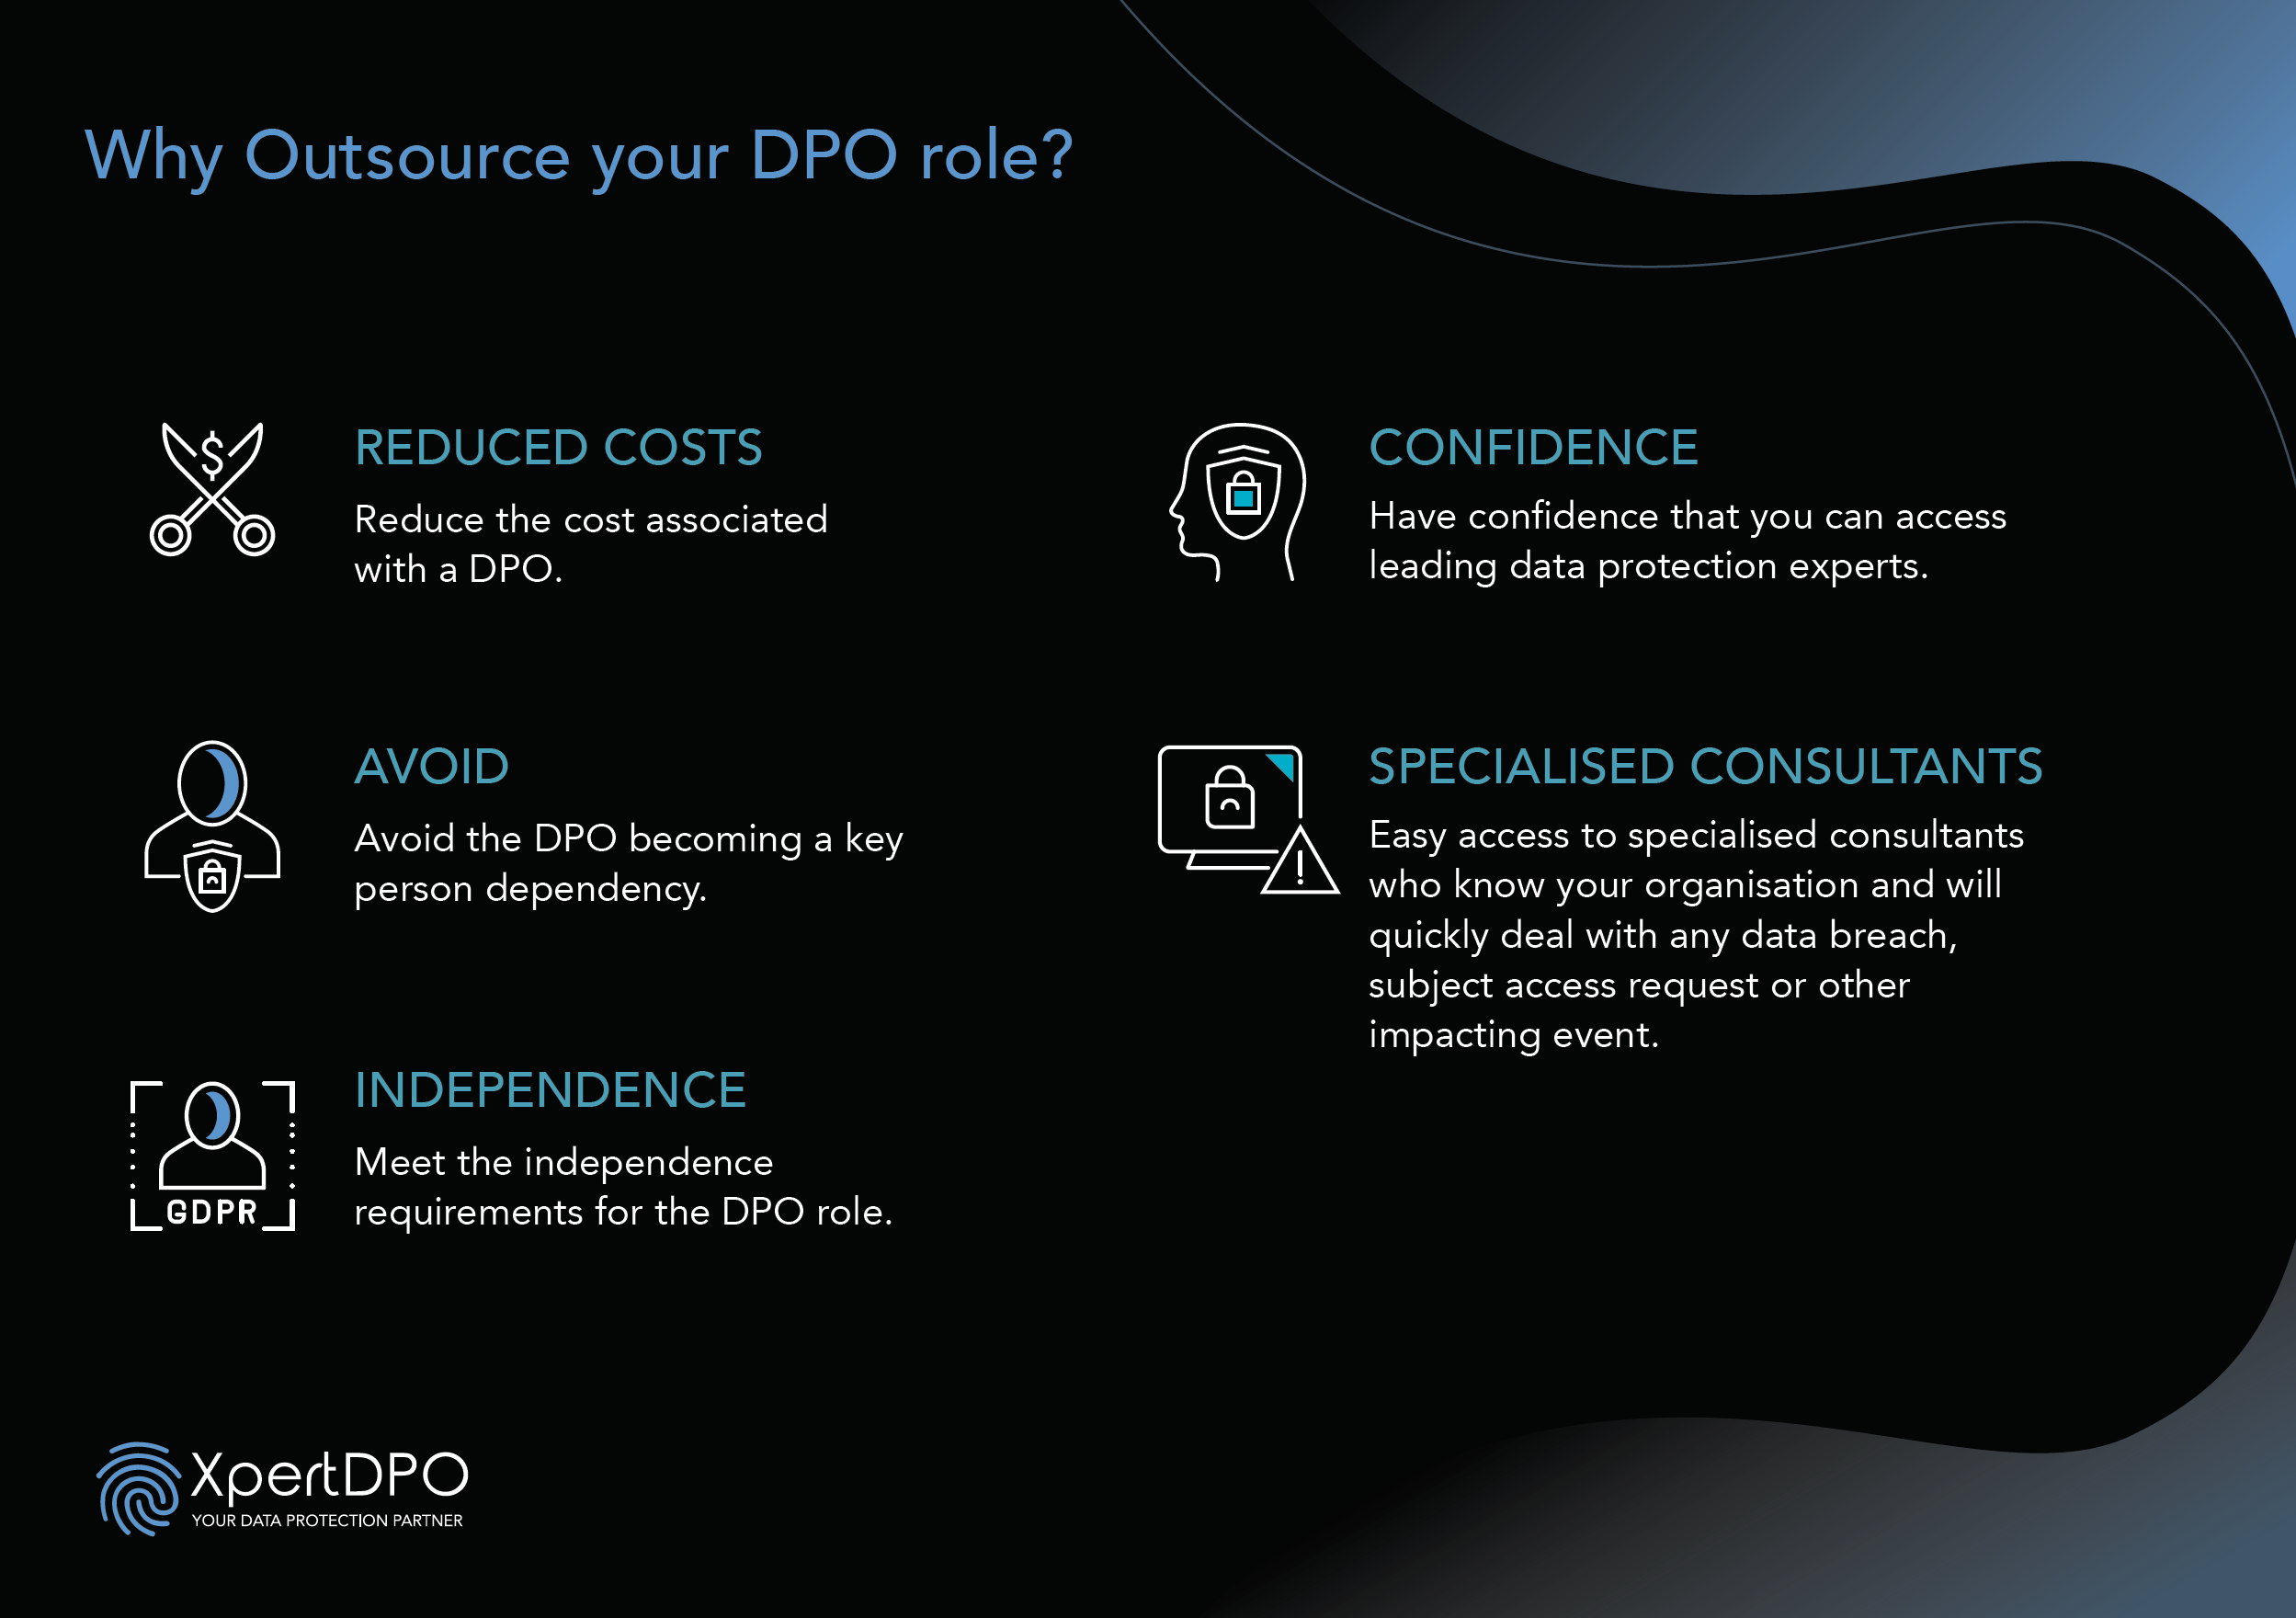 Why Outsource your DPO role?
REDUCED COSTS
Reduce the cost associated
with a DPO.
AVOID
Avoid the DPO becoming a key
person dependency.
GDPR
INDEPENDENCE
Meet the independence
requirements for the DPO role.
CONFIDENCE
Have confidence that you can access
leading data protection experts.
SPECIALISED CONSULTANTS
Easy access to specialised consultants
who know your organisation and will
quickly deal with any data breach,
subject access request or other
impacting event.
XpertDPO
YOUR DATA PROTECTION PARTNER